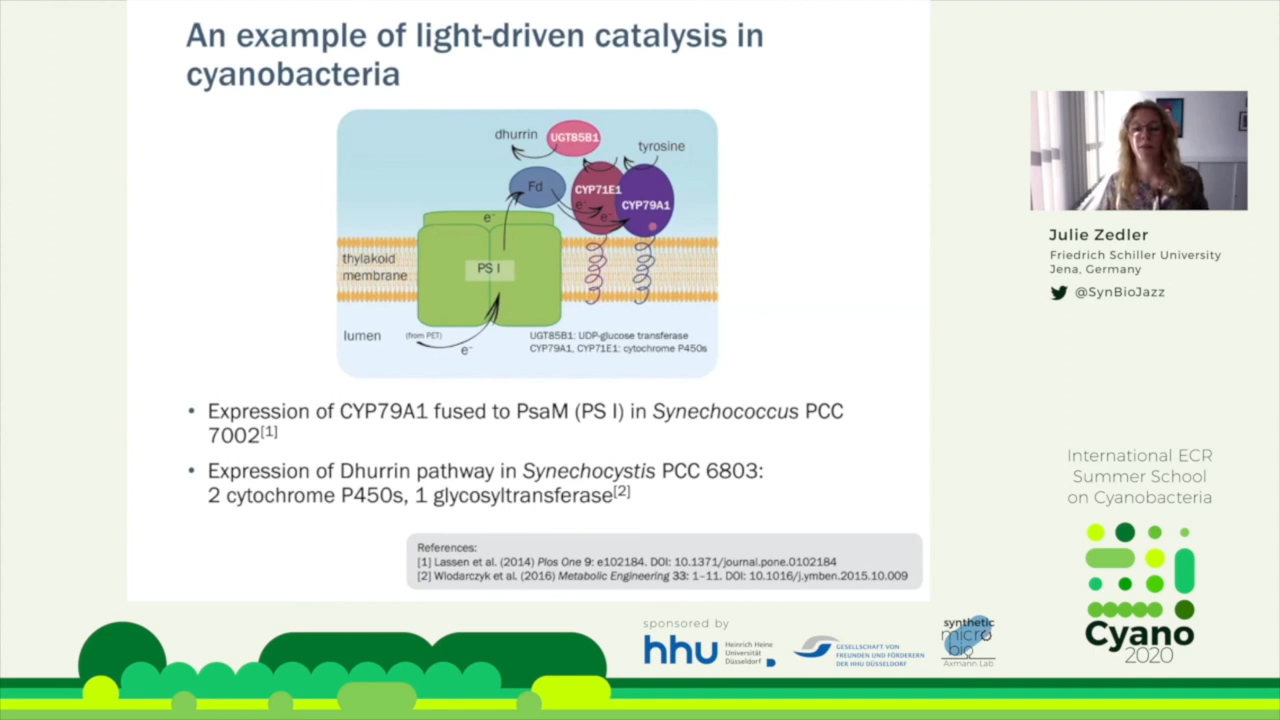 An example of light-driven catalysis in
cyanobacteria
dhurrin
UGT85B1
tyrosine
Fd
CYP71E1
CYP79A1
e-
e-
e-
thylakoid
membrane
PS I
lumen
(from PET)
e-
UGT85B1: UDP-glucose transferase
CYP79A1, CYP71E1: cytochrome P450s
• Expression of CYP79A1 fused to PsaM (PS I) in Synechococcus PCC
7002[1]
• Expression of Dhurrin pathway in Synechocystis PCC 6803:
2 cytochrome P450s, 1 glycosyltransferase[2]
References:
[1] Lassen et al. (2014) Plos One 9: e102184. DOI: 10.1371/journal.pone.0102184
[2] Wlodarczyk et al. (2016) Metabolic Engineering 33: 1–11. DOI: 10.1016/j.ymben.2015.10.009
Julie Zedler
Friedrich Schiller University
Jena, Germany
@SynBioJazz
International ECR
Summer School
on Cyanobacteria
Cyano
2020
sponsored by
hhu
Heinrich Heine
Universität
Düsseldorf
GESELLSCHAFT VON
FREUNDEN UND FÖRDERERN
DER HHU DÜSSELDORF
synthetic
micro
bio
Axmann Lab